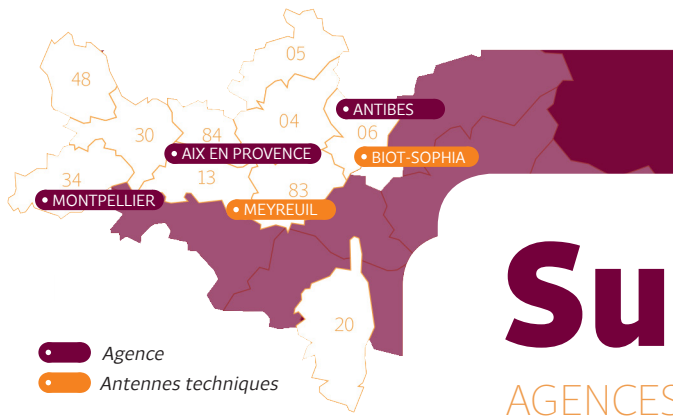 05
48
ANTIBES
04
30
84
06
AIX EN PROVENCE
BIOT-SOPHIA
34
13
83
MONTPELLIER
MEYREUIL
Su
20
Agence
Antennes techniques
AGENCES